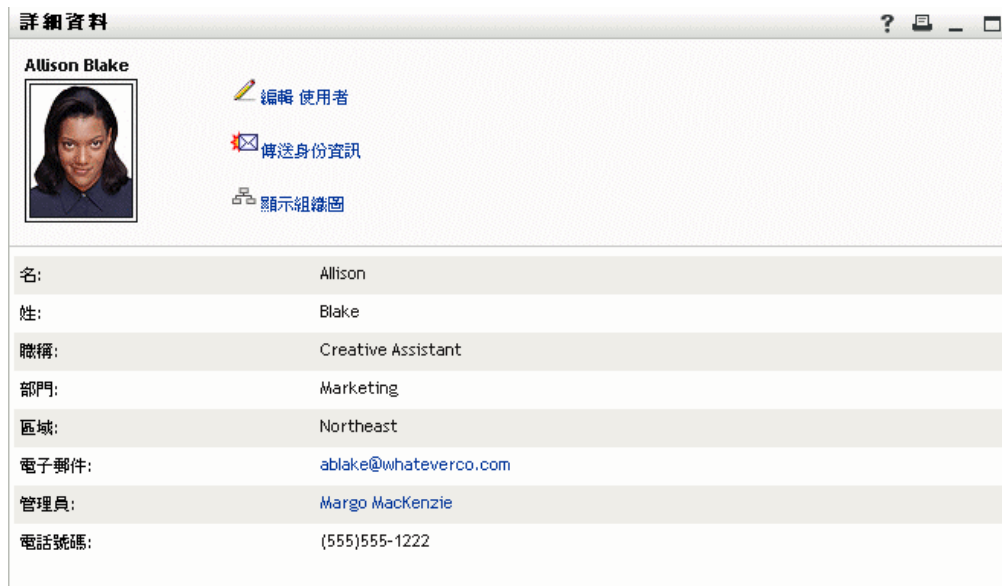 詳細資料
?
Allison Blake
編輯 使用者
傳送身份資訊
顯示組織圖
名: Allison
姓: Blake
職稱: Creative Assistant
部門: Marketing
區域: Northeast
電子郵件: ablake@whateverco.com
管理員: Margo MacKenzie
電話號碼: (555)555-1222